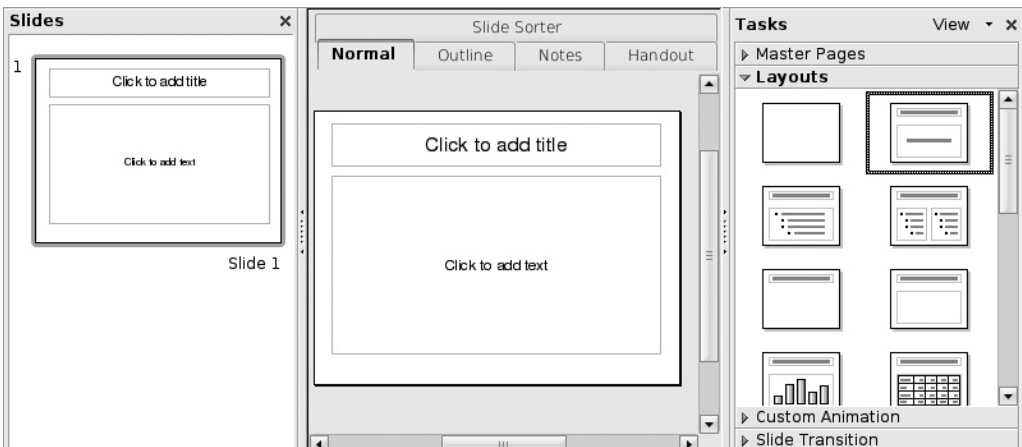 Slides
1
Click to add title
Click to add text
Slide 1
Slide Sorter
Normal Outline Notes Handout
Click to add title
Click to add text
Tasks View
Master Pages
Layouts
Custom Animation
Slide Transition